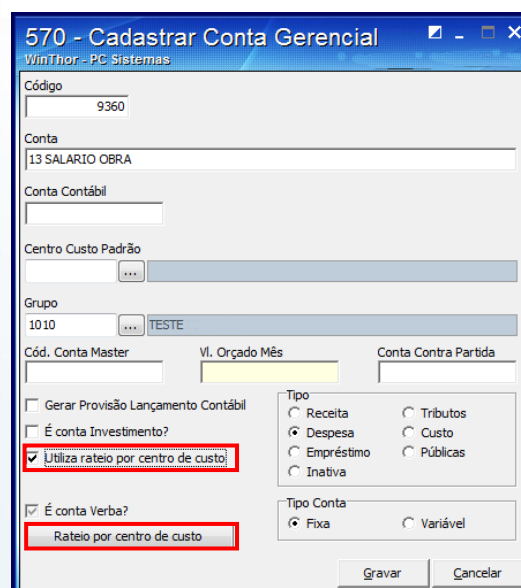 570 - Cadastrar Conta Gerencial
WinThor - PC Sistemas
Código
9360
Conta
13 SALARIO OBRA
Conta Contábil
Centro Custo Padrão
...
Grupo
1010 ... TESTE
Cód. Conta Master Vl. Orçado Mês Conta Contra Partida
Gerar Provisão Lançamento Contábil
É conta Investimento?
Utiliza rateio por centro de custo
Tipo
Receita Tributos
Despesa Custo
Empréstimo Públicas
Inativa
É conta Verba?
Rateio por centro de custo
Tipo Conta
Fixa Variável
Gravar Cancelar